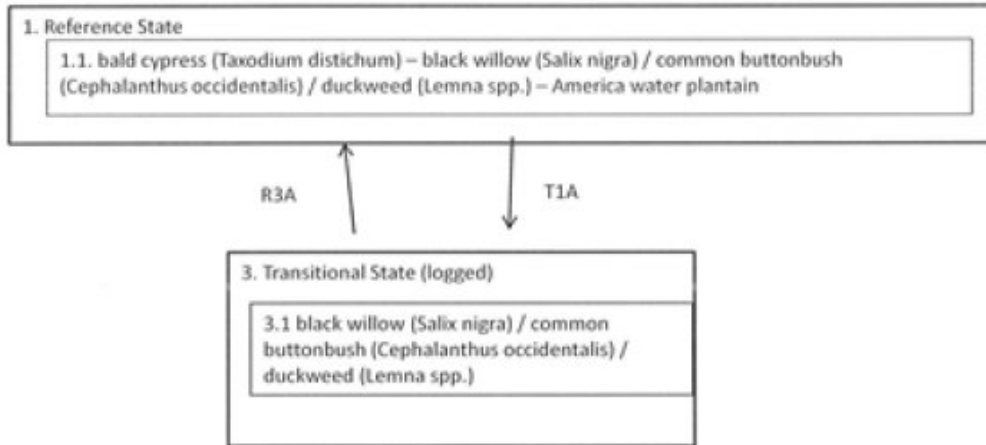 1. Reference State
1.1. bald cypress (Taxodium distichum) – black willow (Salix nigra) / common buttonbush
(Cephalanthus occidentalis) / duckweed (Lemna spp.) – America water plantain
R3A
T1A
3. Transitional State (logged)
3.1 black willow (Salix nigra) / common
buttonbush (Cephalanthus occidentalis) /
duckweed (Lemna spp.)